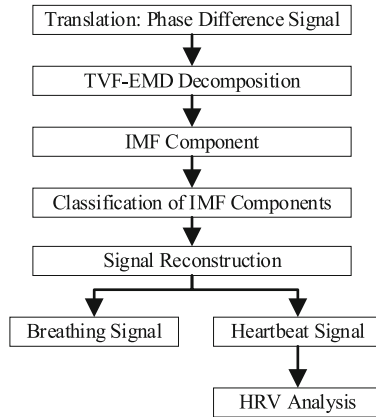 Translation: Phase Difference Signal
TVF-EMD Decomposition
IMF Component
Classification of IMF Components
Signal Reconstruction
Breathing Signal
Heartbeat Signal
HRV Analysis